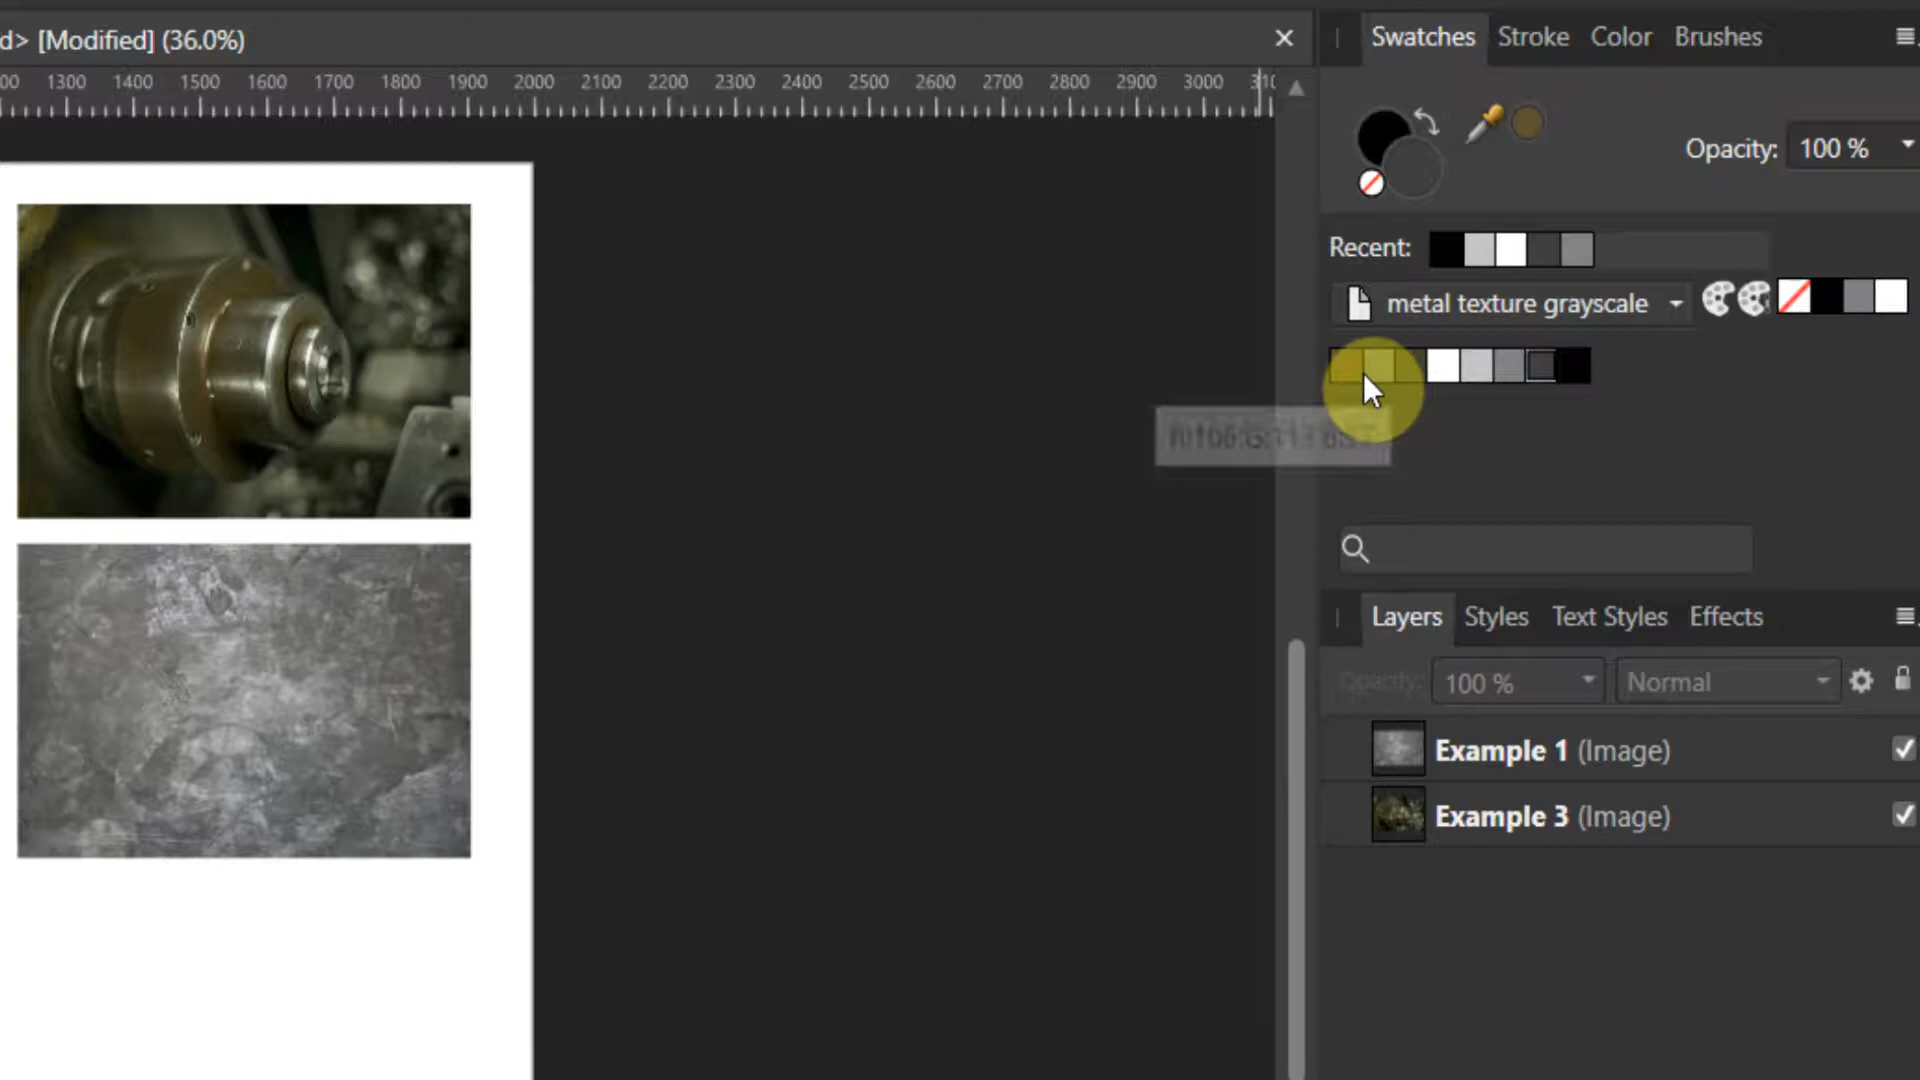 d> [Modified] (36.0%)
00 1300 1400 1500 1600 1700 1800 1900 2000 2100 2200 2300 2400 2500 2600 2700 2800 2900 3000 310
Swatches Stroke Color Brushes
Opacity: 100 %
Recent:
metal texture grayscale
Layers Styles Text Styles Effects
Opacity: 100 % Normal
Example 1 (Image)
Example 3 (Image)